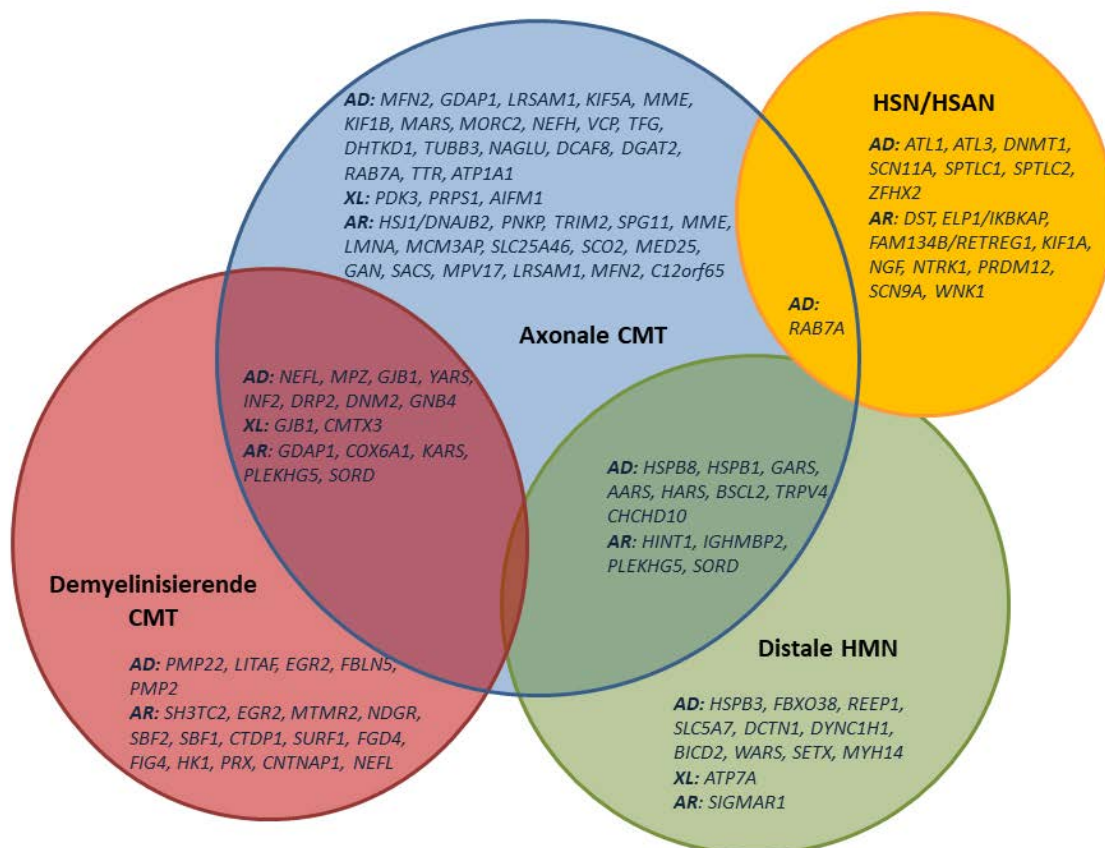 AD: MFN2, GDAP1, LRSAM1, KIF5A, MME,
KIF1B, MARS, MORC2, NEFH, VCP, TFG,
DHTKD1, TUBB3, NAGLU, DCAF8, DGAT2,
RAB7A, TTR, ATP1A1
XL: PDK3, PRPS1, AIFM1
AR: HSJ1/DNAJB2, PNKP, TRIM2, SPG11, MME,
LMNA, MCM3AP, SLC25A46, SCO2, MED25,
GAN, SACS, MPV17, LRSAM1, MFN2, C12orf65
Axonale CMT
HSN/HSAN
AD: ATL1, ATL3, DNMT1,
SCN11A, SPTLC1, SPTLC2,
ZFHX2
AR: DST, ELP1/IKBKAP,
FAM134B/RETREG1, KIF1A,
NGF, NTRK1, PRDM12,
SCN9A, WNK1
AD:
RAB7A
AD: NEFL, MPZ, GJB1, YARS,
INF2, DRP2, DNM2, GNB4
XL: GJB1, CMTX3
AR: GDAP1, COX6A1, KARS,
PLEKHG5, SORD
AD: HSPB8, HSPB1, GARS,
AARS, HARS, BSCL2, TRPV4
CHCHD10
AR: HINT1, IGHMBP2,
PLEKHG5, SORD
Demyelinisierende
CMT
AD: PMP22, LITAF, EGR2, FBLN5,
PMP2
AR: SH3TC2, EGR2, MTMR2, NDGR,
SBF2, SBF1, CTDP1, SURF1, FGD4,
FIG4, HK1, PRX, CNTNAP1, NEFL
Distale HMN
AD: HSPB3, FBXO38, REEP1,
SLC5A7, DCTN1, DYNC1H1,
BICD2, WARS, SETX, MYH14
XL: ATP7A
AR: SIGMAR1